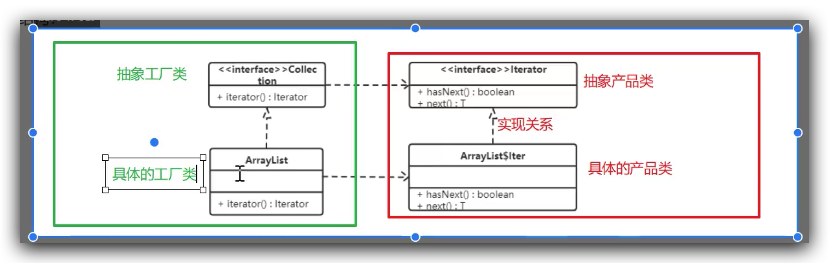 抽象工厂类
<<interface>>Collec
tion
+ iterator() : Iterator
<<interface>>Iterator
+ hasNext() : boolean
+ next() : T
抽象产品类
实现关系
具体的工厂类
ArrayList
+ iterator() : Iterator
ArrayList$Iter
+ hasNext() : boolean
+ next() : T
具体的产品类